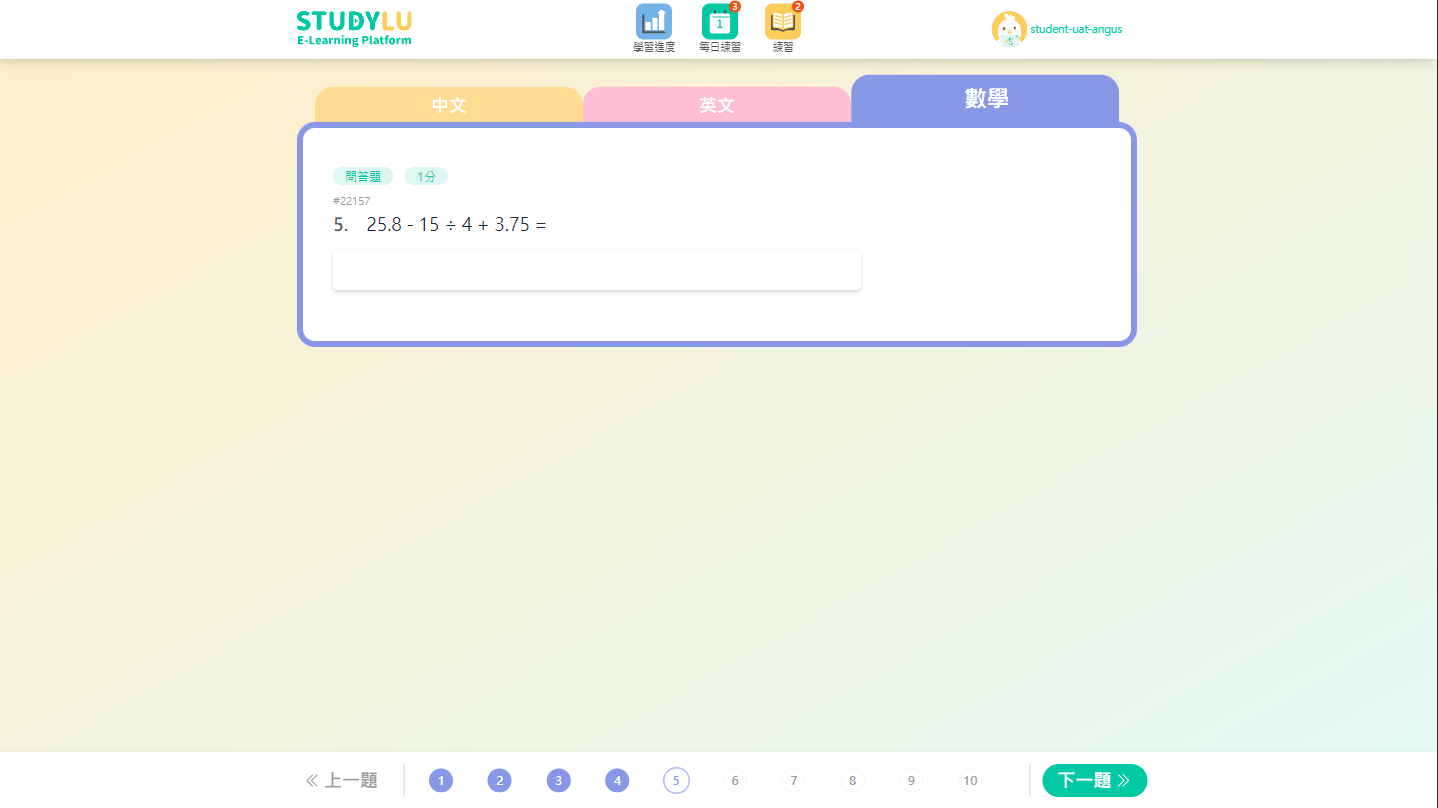 STUDYLU
E-Learning Platform
學習進度
3
1
每日練習
2
練習
student-uat-angus
中文
英文
數學
問答題 1分
#22157
5. 25.8 - 15 ÷ 4 + 3.75 =
上一題 1 2 3 4 5 6 7 8 9 10 下一題